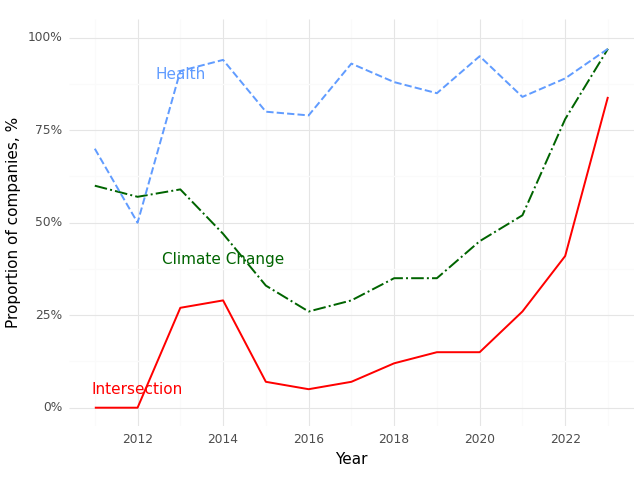 100%
75%
50%
25%
0%
Proportion of companies, %
Health
Climate Change
Intersection
2012
2014
2016
2018
2020
2022
Year